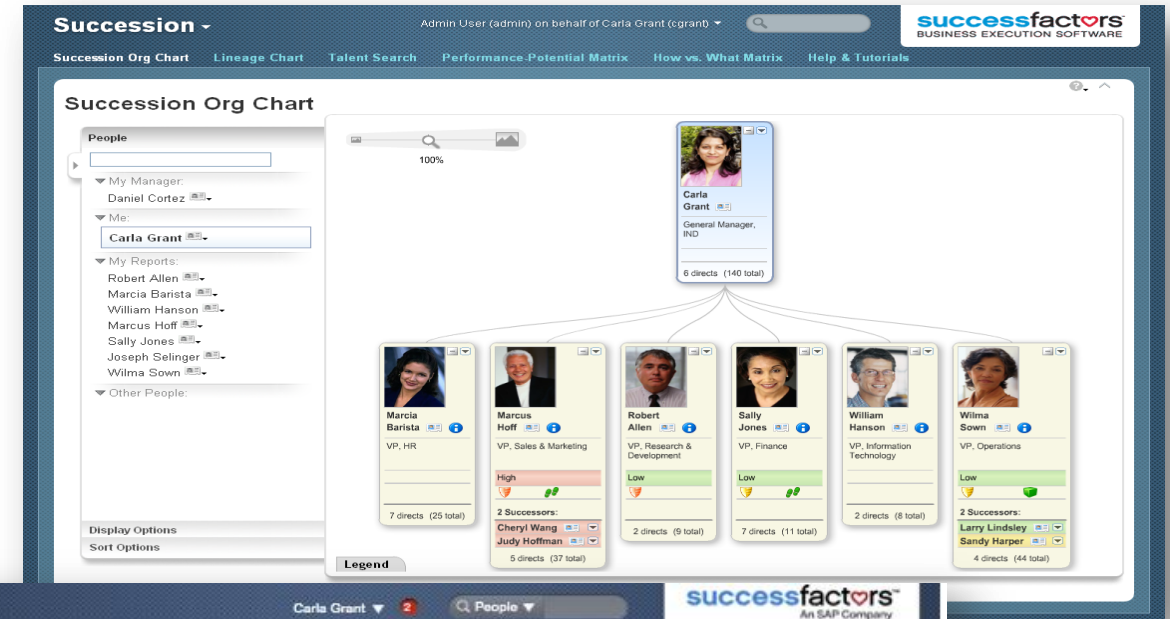 Succession
Admin User (admin) on behalf of Carla Grant (cgrant)
successfactors™
BUSINESS EXECUTION SOFTWARE
Succession Org Chart Lineage Chart Talent Search Performance-Potential Matrix How vs. What Matrix Help & Tutorials
Succession Org Chart
People
My Manager:
Daniel Cortez
Me:
Carla Grant
My Reports:
Robert Allen
Marcia Barista
William Hanson
Marcus Hoff
Sally Jones
Joseph Selinger
Wilma Sown
Other People:
Display Options
Sort Options
100%
Carla
Grant
General Manager,
IND
6 directs (140 total)
Marcia
Barista
VP, HR
7 directs (25 total)
Marcus
Hoff
VP, Sales & Marketing
High
2 Successors:
Cheryl Wang
Judy Hoffman
5 directs (37 total)
Robert
Allen
VP, Research &
Development
Low
2 directs (9 total)
Sally
Jones
VP, Finance
Low
7 directs (11 total)
William
Hanson
VP, Information
Technology
2 directs (8 total)
Wilma
Sown
VP, Operations
Low
2 Successors:
Larry Lindsley
Sandy Harper
4 directs (44 total)
Legend
Carla Grant 2 People
successfactors™
An SAP Company